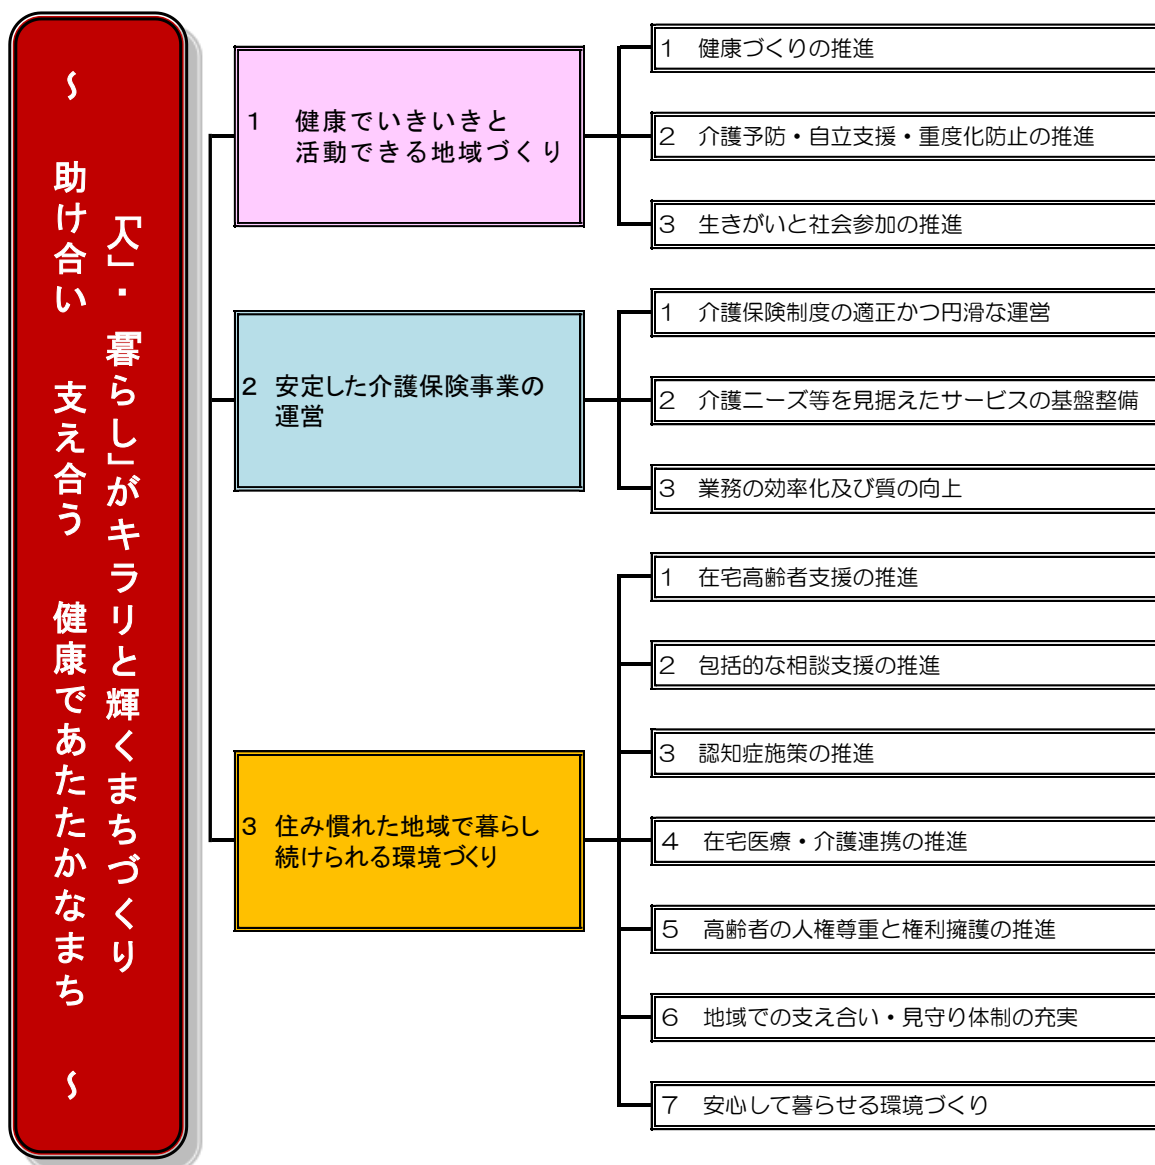 「人」・「暮らし」がキラリと輝くまちづくり
～ 助け合い 支え合う 健康であたたかなまち ～
1 健康でいきいきと
活動できる地域づくり
1 健康づくりの推進
2 介護予防・自立支援・重度化防止の推進
3 生きがいと社会参加の推進
2 安定した介護保険事業の
運営
1 介護保険制度の適正かつ円滑な運営
2 介護ニーズ等を見据えたサービスの基盤整備
3 業務の効率化及び質の向上
3 住み慣れた地域で暮らし
続けられる環境づくり
1 在宅高齢者支援の推進
2 包括的な相談支援の推進
3 認知症施策の推進
4 在宅医療・介護連携の推進
5 高齢者の人権尊重と権利擁護の推進
6 地域での支え合い・見守り体制の充実
7 安心して暮らせる環境づくり